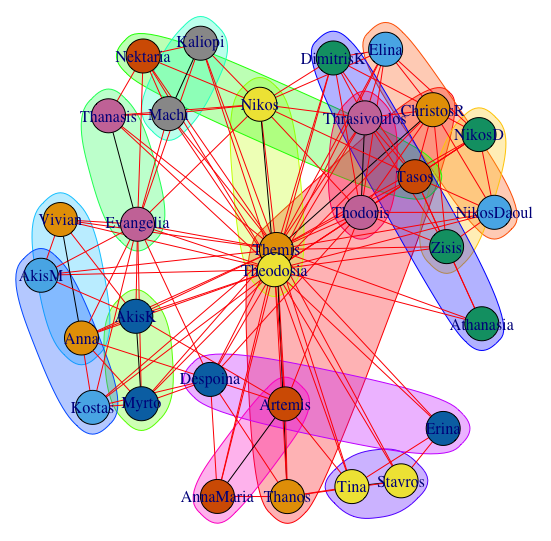 Kaliopi
Elina
Nektaria
DimitrisK
Nikos
ChristosR
Thanasis
Machi
Thrasivoulos
NikosD
Tasos
Vivian
Evangelia
Thodoris
NikosDaoul
Themis
Zisis
AkisM
Theodosia
AkisK
Athanasia
Anna
Despoina
Kostas
Myrto
Artemis
Erina
AnnaMaria
Thanos
Tina
Stavros